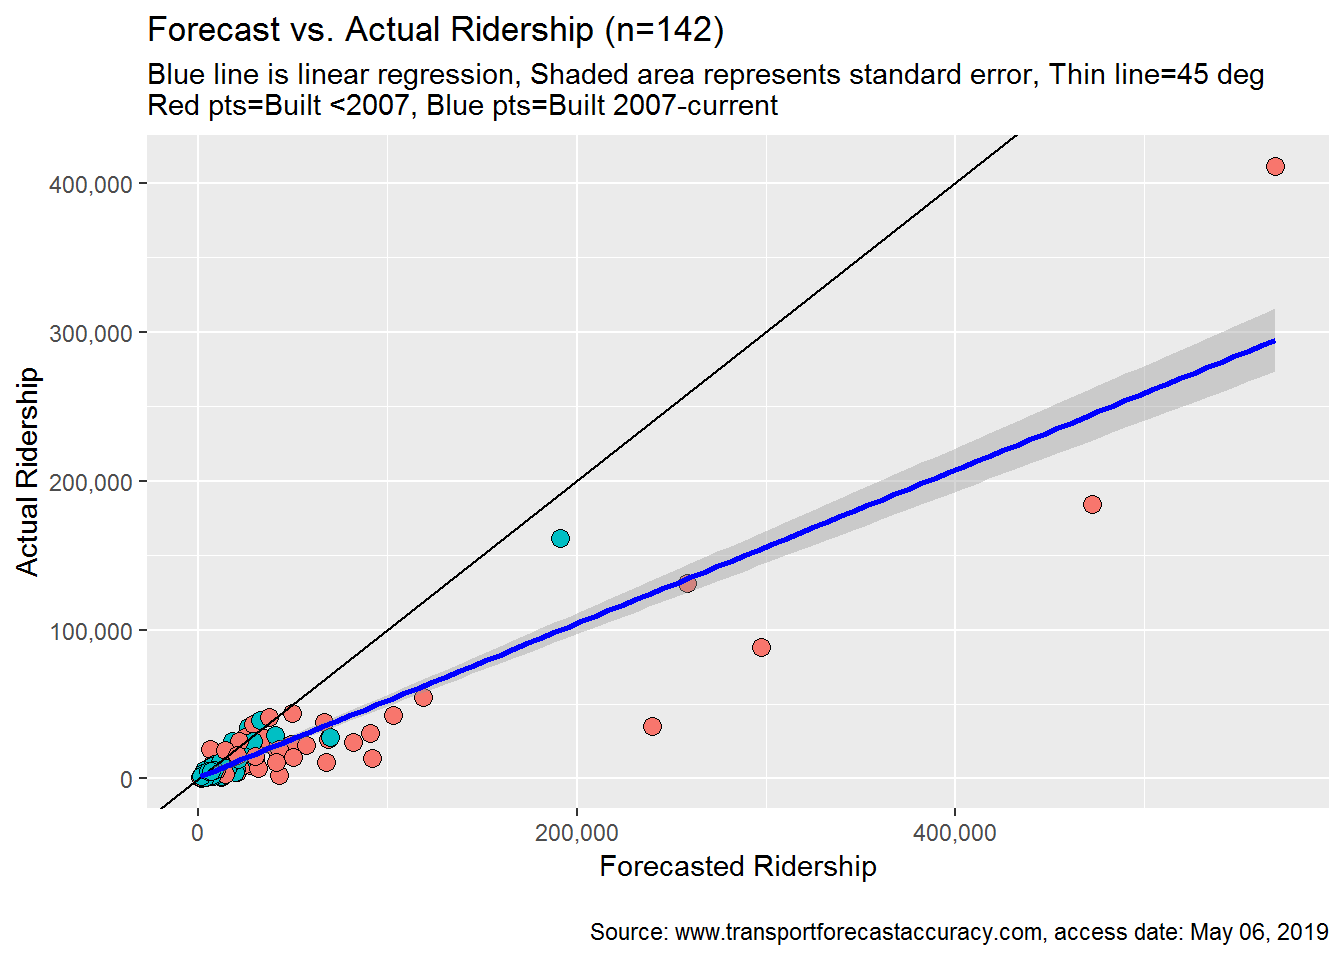 Forecast vs. Actual Ridership (n=142)
Blue line is linear regression, Shaded area represents standard error, Thin line=45 deg
Red pts=Built <2007, Blue pts=Built 2007-current
400,000
300,000
200,000
100,000
0
Actual Ridership
0
200,000
400,000
Forecasted Ridership
Source: www.transportforecastaccuracy.com, access date: May 06, 2019